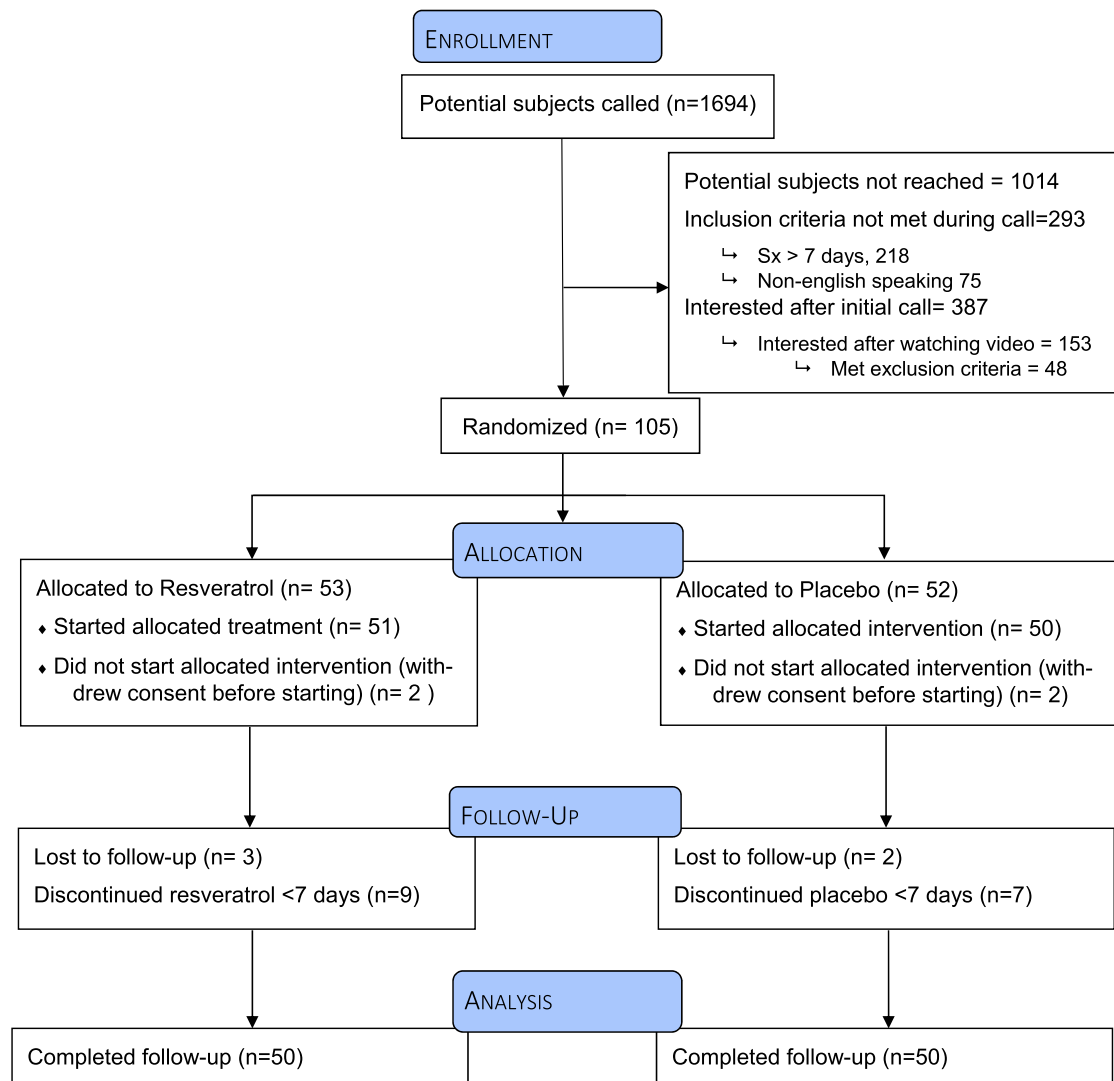 ENROLLMENT
Potential subjects called (n=1694)
Potential subjects not reached = 1014
Inclusion criteria not met during call=293
↳ Sx > 7 days, 218
↳ Non-english speaking 75
Interested after initial call= 387
↳ Interested after watching video = 153
↳ Met exclusion criteria = 48
Randomized (n= 105)
ALLOCATION
Allocated to Resveratrol (n= 53)
♦ Started allocated treatment (n= 51)
♦ Did not start allocated intervention (with-
drew consent before starting) (n= 2 )
Allocated to Placebo (n= 52)
♦ Started allocated intervention (n= 50)
♦ Did not start allocated intervention (with-
drew consent before starting) (n= 2)
FOLLOW-UP
Lost to follow-up (n= 3)
Discontinued resveratrol <7 days (n=9)
Lost to follow-up (n= 2)
Discontinued placebo <7 days (n=7)
ANALYSIS
Completed follow-up (n=50)
Completed follow-up (n=50)